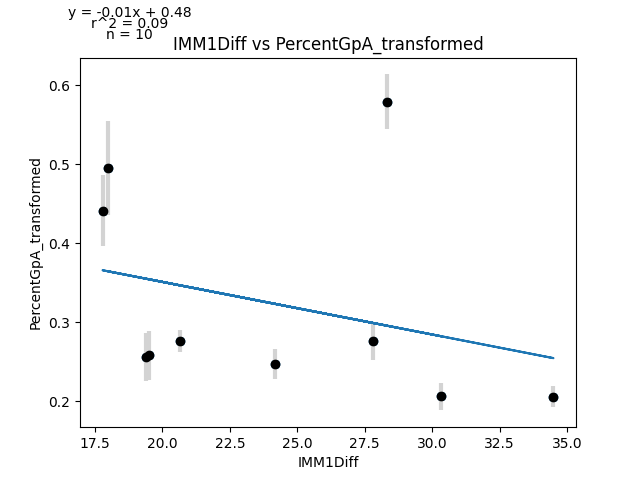 y = -0.01x + 0.48
r^2 = 0.09
n = 10
IMM1Diff vs PercentGpA_transformed
0.6
0.5
0.4
0.3
0.2
PercentGpA_transformed
17.5 20.0 22.5 25.0 27.5 30.0 32.5 35.0
IMM1Diff